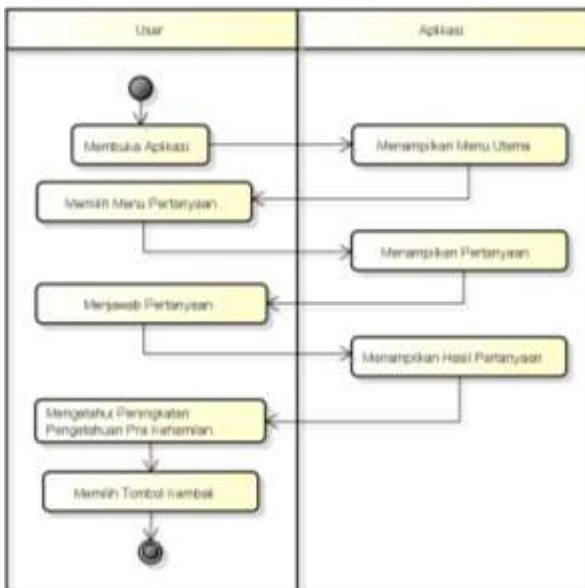 User
Aplikasi
Membuka Aplikasi
Menampilkan Menu Utama
Memilih Menu Pertanyaan
Menampilkan Pertanyaan
Menjawab Pertanyaan
Menampilkan Hasil Pertanyaan
Mengetahui Peningkatan
Pengetahuan Pra Kehamilan
Memilih Tombol Kembali